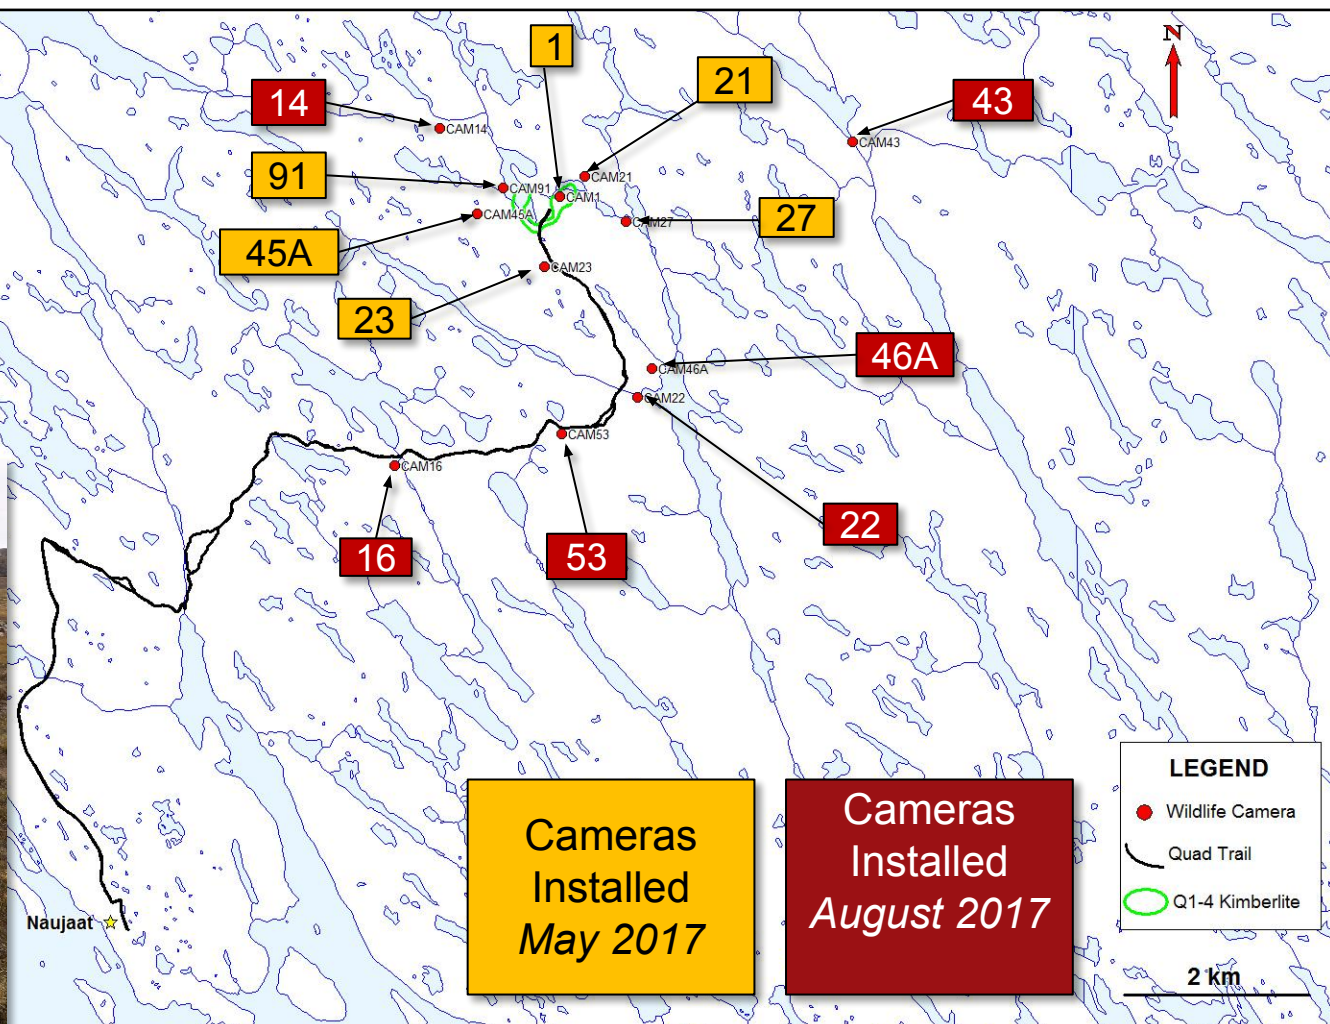 N
1
21
14
43
CAM14
CAM43
91
CAM21
CAM91
CAM1
CAM45A
27
CAM27
45A
CAM23
23
46A
CAM46A
CAM22
CAM53
CAM16
22
16
53
Cameras
Installed
May 2017
Cameras
Installed
August 2017
LEGEND
Wildlife Camera
Quad Trail
Q1-4 Kimberlite
Naujaat
2 km